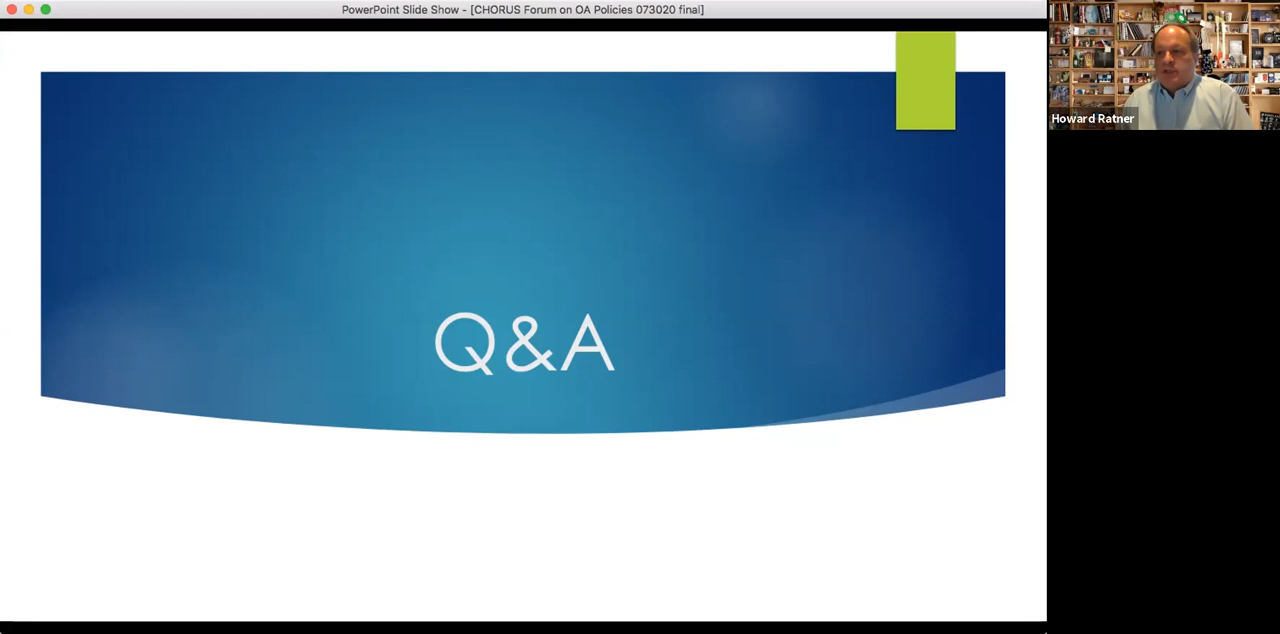 PowerPoint Slide Show - [CHORUS Forum on OA Policies 073020 final]
Howard Ratner
Q&A